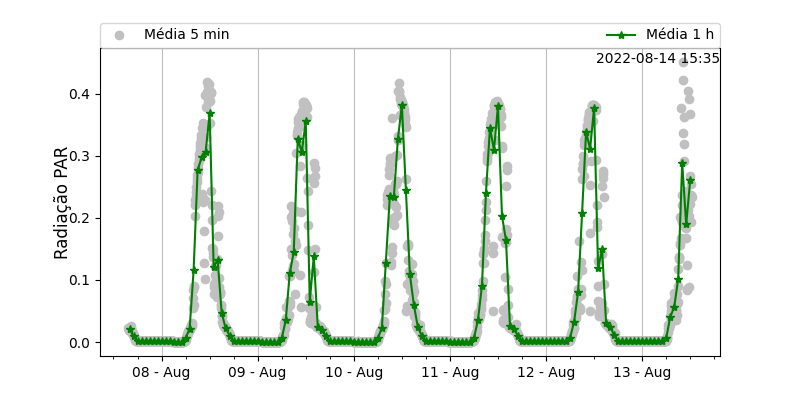 Média 5 min
Média 1 h
2022-08-14 15:35
Radiação PAR
0.4
0.3
0.2
0.1
0.0
08 - Aug
09 - Aug
10 - Aug
11 - Aug
12 - Aug
13 - Aug